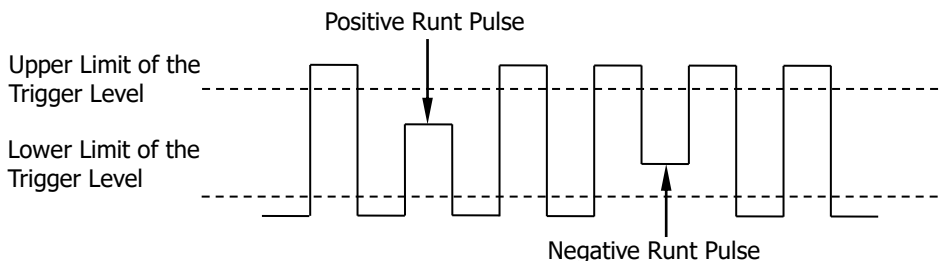 Positive Runt Pulse
Upper Limit of the
Trigger Level
Lower Limit of the
Trigger Level
Negative Runt Pulse